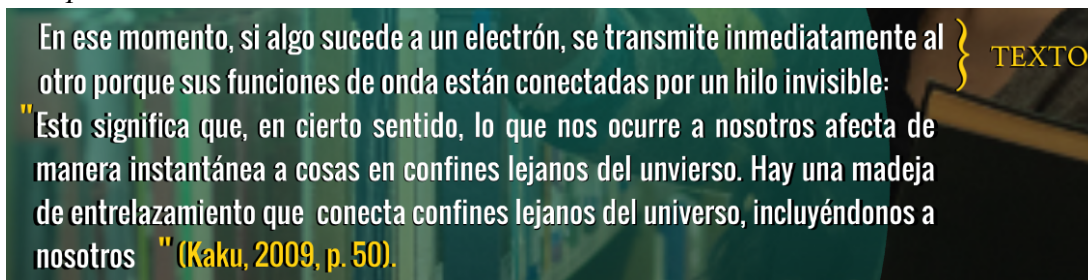 En ese momento, si algo sucede a un electrón, se transmite inmediatamente al } TEXTO
otro porque sus funciones de onda están conectadas por un hilo invisible:
"Esto significa que, en cierto sentido, lo que nos ocurre a nosotros afecta de
manera instantánea a cosas en confines lejanos del unvierso. Hay una madeja
de entrelazamiento que conecta confines lejanos del universo, incluyéndonos a
nosotros " (Kaku, 2009, p. 50).